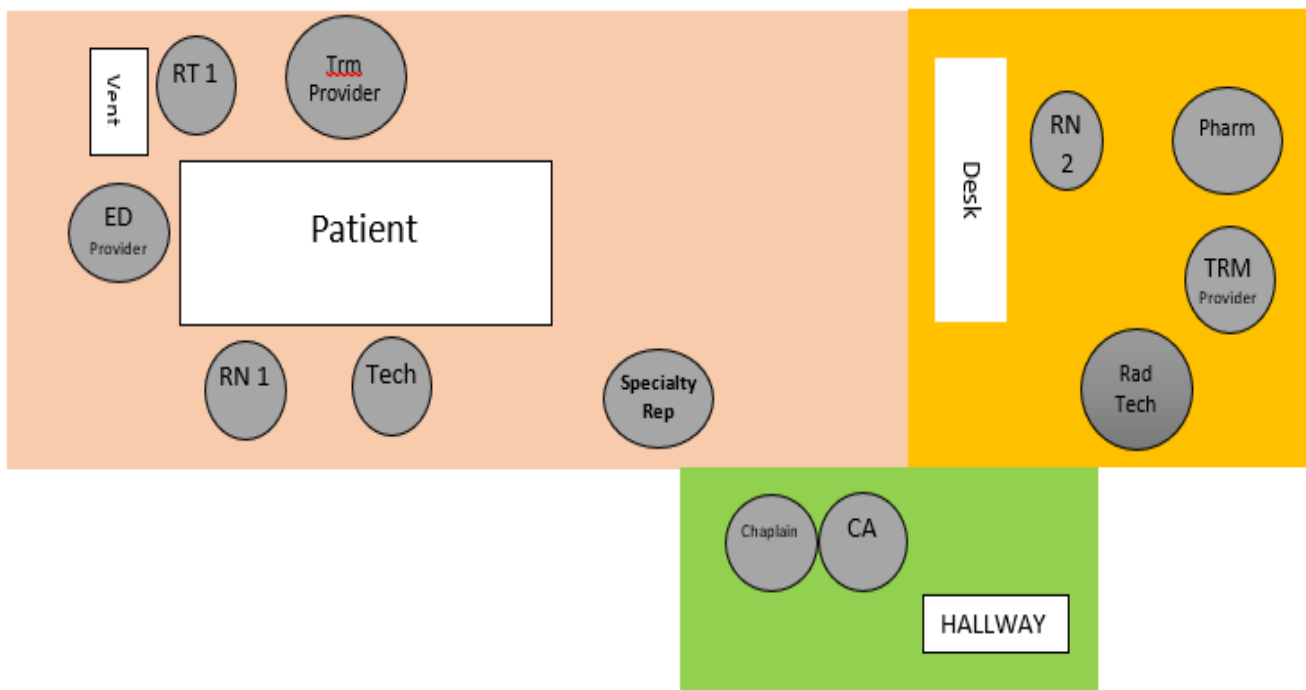 Vent
RT 1
Trm
Provider
ED
Provider
Patient
RN 1
Tech
Specialty
Rep
Desk
RN
2
Pharm
TRM
Provider
Rad
Tech
Chaplain
CA
HALLWAY